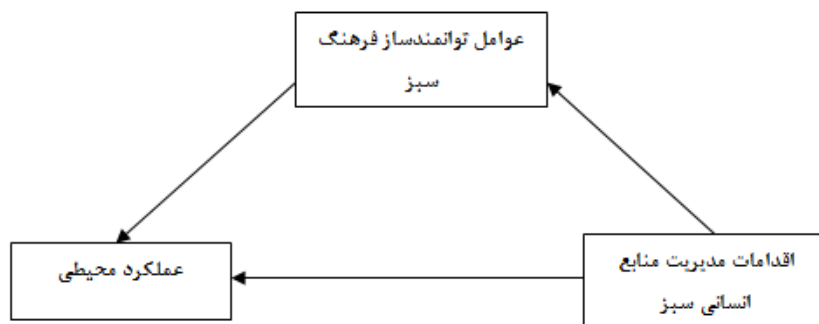 عوامل توانمندساز فرهنگ
سبز
اقدامات مدیریت منابع
انسانی سبز
عملکرد محیطی